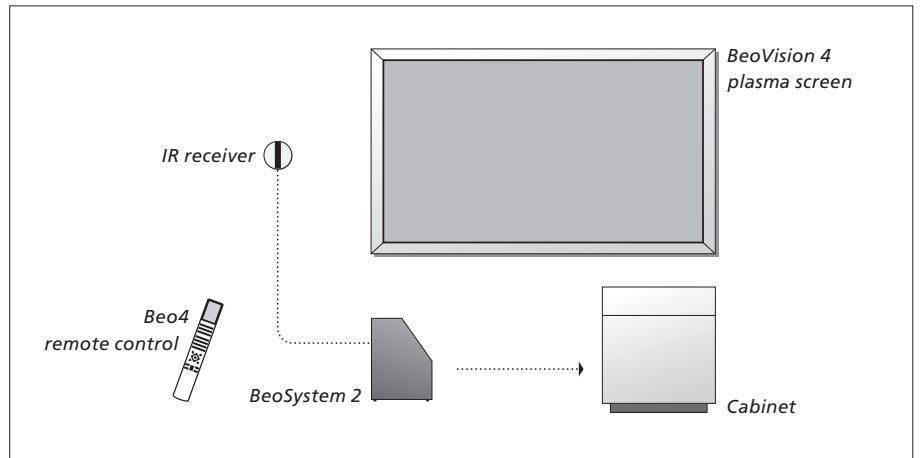 BeoVision 4
plasma screen
IR receiver
Beo4
remote control
BeoSystem 2
Cabinet